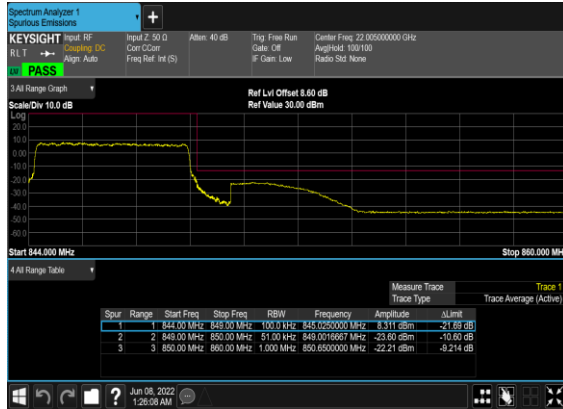 Spectrum Analyzer 1
Spurious Emissions
KEYSIGHT Input: RF Input Z: 50 Ω Atten: 40 dB Trig: Free Run Center Freq: 22.005000000 GHz
RLT Coupling: DC Corr CCorr Gate: Off Avg|Hold: 100/100
Align: Auto Freq Ref: Int (S) IF Gain: Low Radio Std: None
PASS
3 All Range Graph
Ref Lvl Offset 8.60 dB
Scale/Div 10.0 dB Ref Value 30.00 dBm
Log
20.0
10.0
0.00
-10.0
-20.0
-30.0
-40.0
-50.0
-60.0
Start 844.000 MHz Stop 860.000 MHz
4 All Range Table
Measure Trace Trace 1
Trace Type Trace Average (Active)
Spur Range Start Freq Stop Freq RBW Frequency Amplitude ΔLimit
1 1 844.00 MHz 849.00 MHz 100.0 kHz 845.0250000 MHz 8.311 dBm -21.69 dB
2 2 849.00 MHz 850.00 MHz 51.00 kHz 849.0016667 MHz -23.60 dBm -10.60 dB
3 3 850.00 MHz 860.00 MHz 1.000 MHz 850.6500000 MHz -22.21 dBm -9.214 dB
? Jun 08, 2022
1:26:08 AM